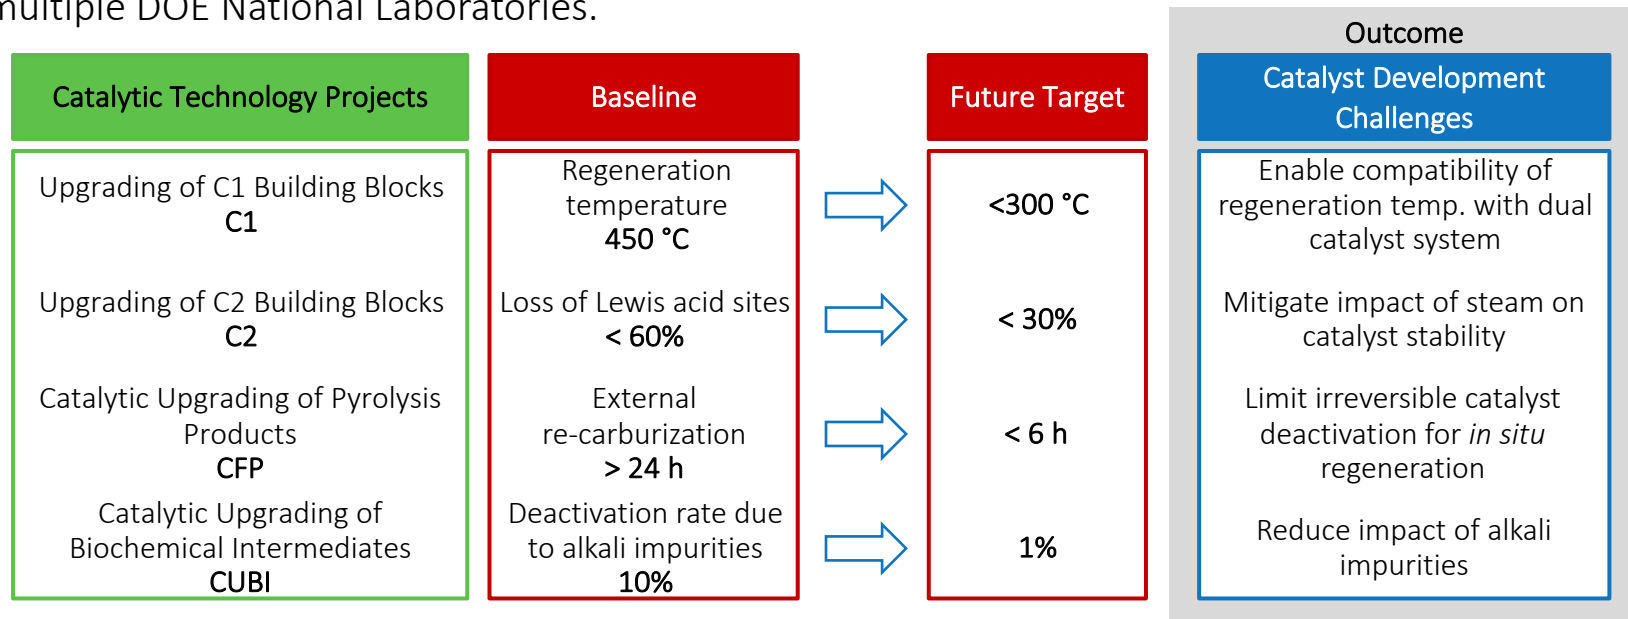 multiple DOE National Laboratories.
Outcome
Catalytic Technology Projects
Baseline
Future Target
Catalyst Development
Challenges
Upgrading of C1 Building Blocks
C1
Regeneration
temperature
450 °C
<300 °C
Enable compatibility of
regeneration temp. with dual
catalyst system
Upgrading of C2 Building Blocks
C2
Loss of Lewis acid sites
< 60%
< 30%
Mitigate impact of steam on
catalyst stability
Catalytic Upgrading of Pyrolysis
Products
CFP
External
re-carburization
> 24 h
< 6 h
Limit irreversible catalyst
deactivation for in situ
regeneration
Catalytic Upgrading of
Biochemical Intermediates
CUBI
Deactivation rate due
to alkali impurities
10%
1%
Reduce impact of alkali
impurities